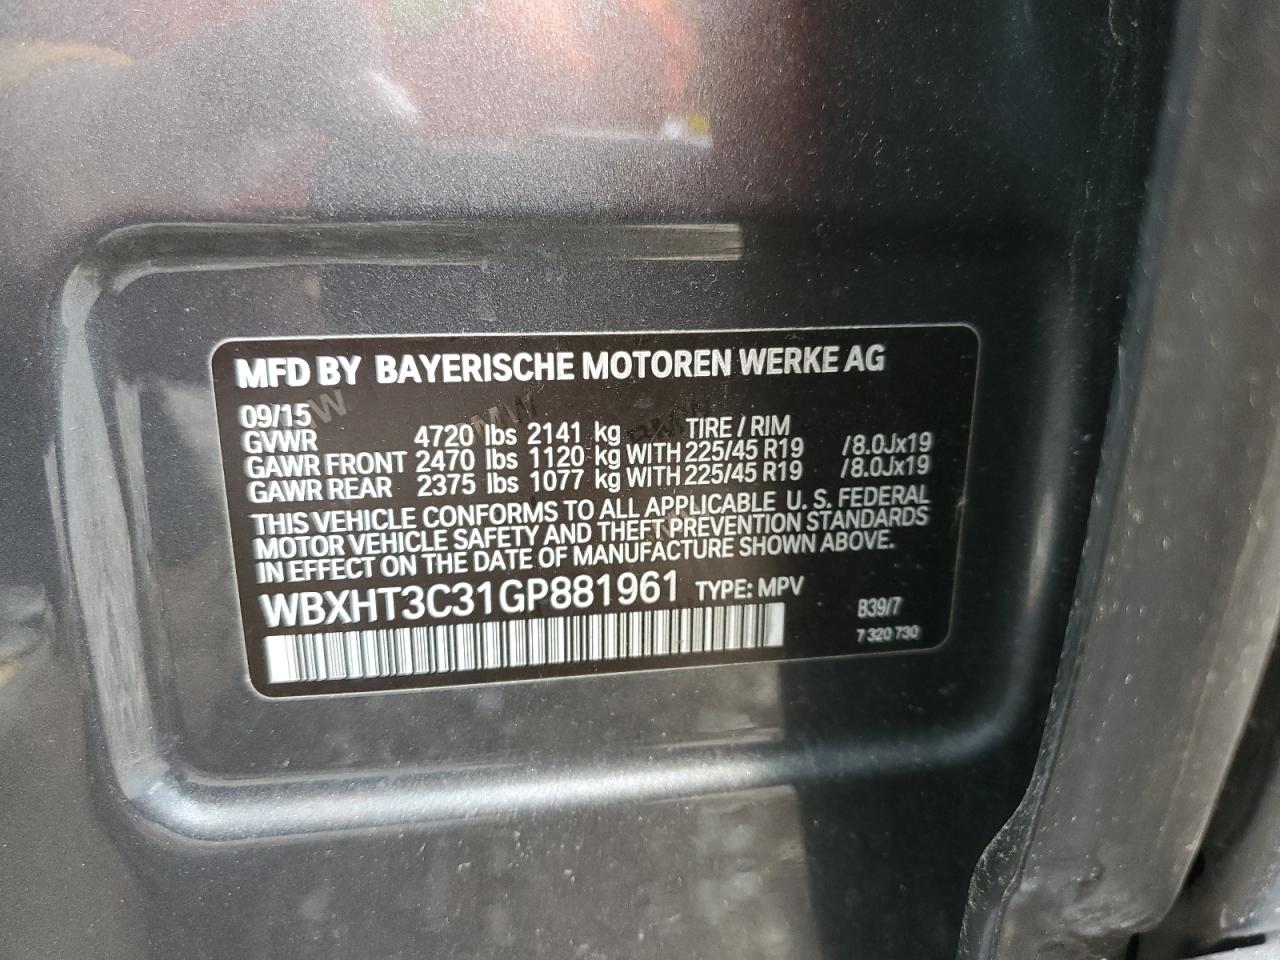 MFD BY BAYERISCHE MOTOREN WERKE AG
09/15
GVWR 4720 lbs 2141 kg TIRE / RIM
GAWR FRONT 2470 lbs 1120 kg WITH 225/45 R19 /8.0Jx19
GAWR REAR 2375 lbs 1077 kg WITH 225/45 R19 /8.0Jx19
THIS VEHICLE CONFORMS TO ALL APPLICABLE U. S. FEDERAL
MOTOR VEHICLE SAFETY AND THEFT PREVENTION STANDARDS
IN EFFECT ON THE DATE OF MANUFACTURE SHOWN ABOVE.
WBXHT3C31GP881961 TYPE: MPV
B39/7
7 320 730